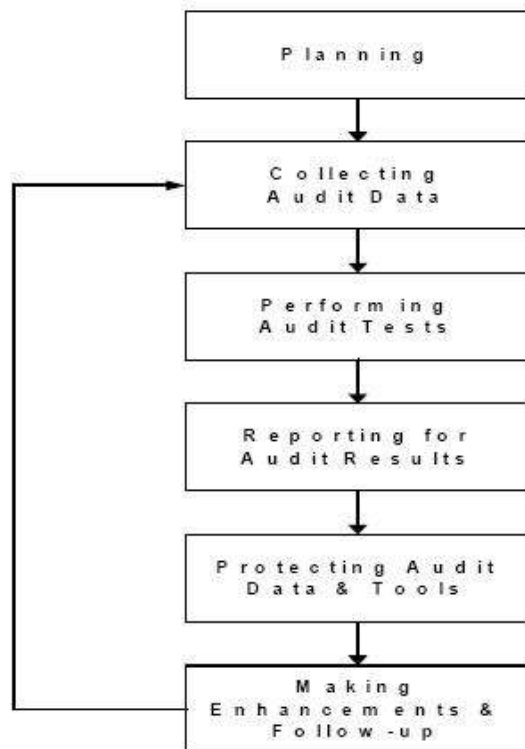 Planning
Collecting
Audit Data
Performing
Audit Tests
Reporting for
Audit Results
Protecting Audit
Data & Tools
Making
Enhancements &
Follow-up